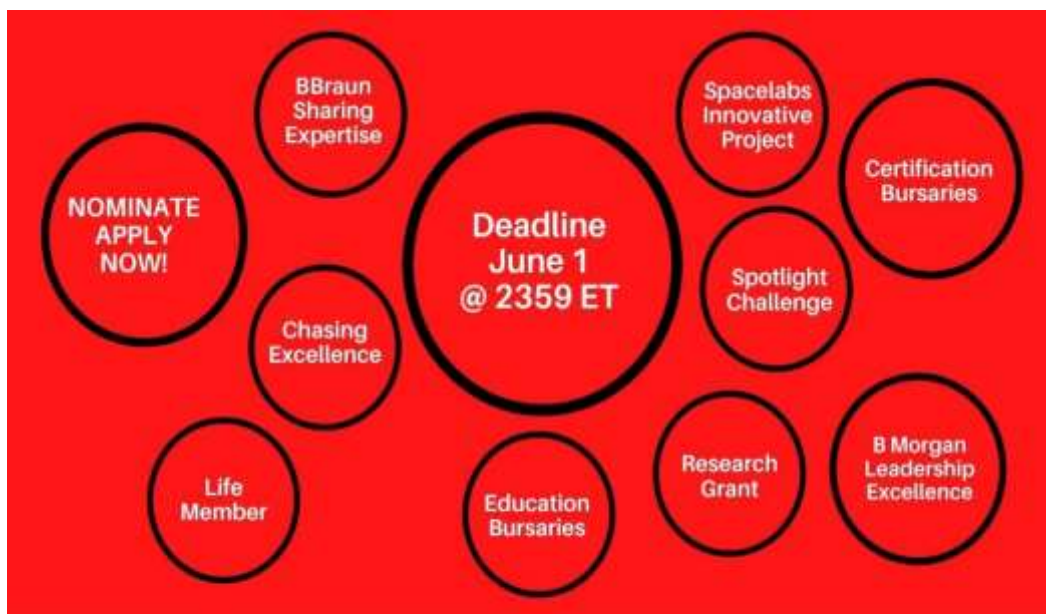 NOMINATE
APPLY
NOW!
BBraun
Sharing
Expertise
Chasing
Excellence
Life
Member
Deadline
June 1
@ 2359 ET
Education
Bursaries
Spacelabs
Innovative
Project
Certification
Bursaries
Spotlight
Challenge
Research
Grant
B Morgan
Leadership
Excellence